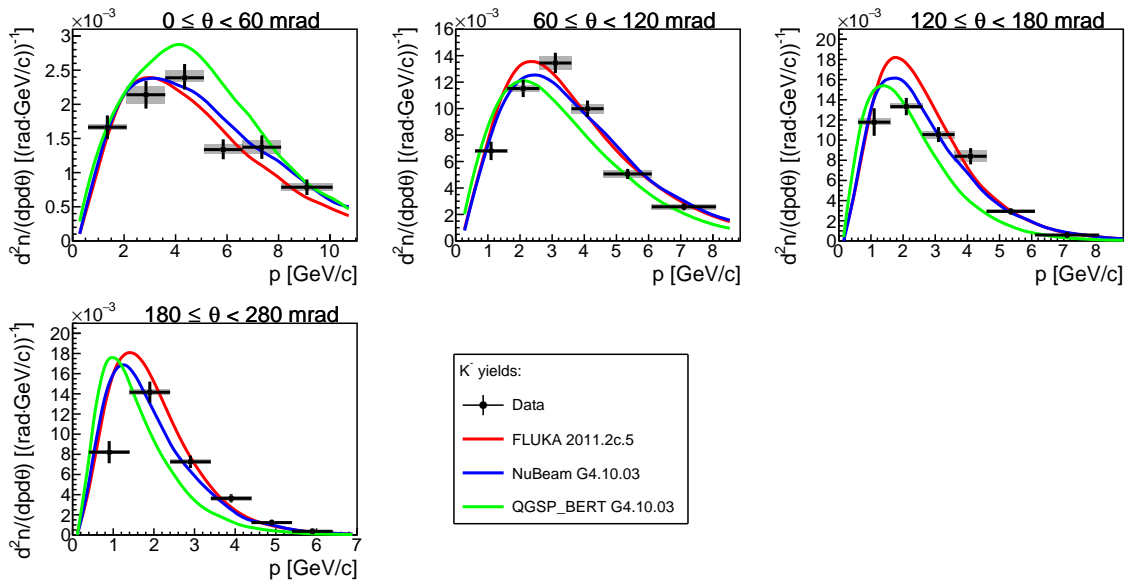 ×10⁻³ 0 ≤ θ < 60 mrad
d²n/(dpdθ) [(rad·GeV/c))⁻¹]
3
2.5
2
1.5
1
0.5
0
0 2 4 6 8 10
p [GeV/c]
×10⁻³ 60 ≤ θ < 120 mrad
d²n/(dpdθ) [(rad·GeV/c))⁻¹]
16
14
12
10
8
6
4
2
0
0 1 2 3 4 5 6 7 8
p [GeV/c]
×10⁻³ 120 ≤ θ < 180 mrad
d²n/(dpdθ) [(rad·GeV/c))⁻¹]
20
18
16
14
12
10
8
6
4
2
0
0 1 2 3 4 5 6 7 8
p [GeV/c]
×10⁻³ 180 ≤ θ < 280 mrad
d²n/(dpdθ) [(rad·GeV/c))⁻¹]
20
18
16
14
12
10
8
6
4
2
0
0 1 2 3 4 5 6 7
p [GeV/c]
K⁻ yields:
Data
FLUKA 2011.2c.5
NuBeam G4.10.03
QGSP_BERT G4.10.03